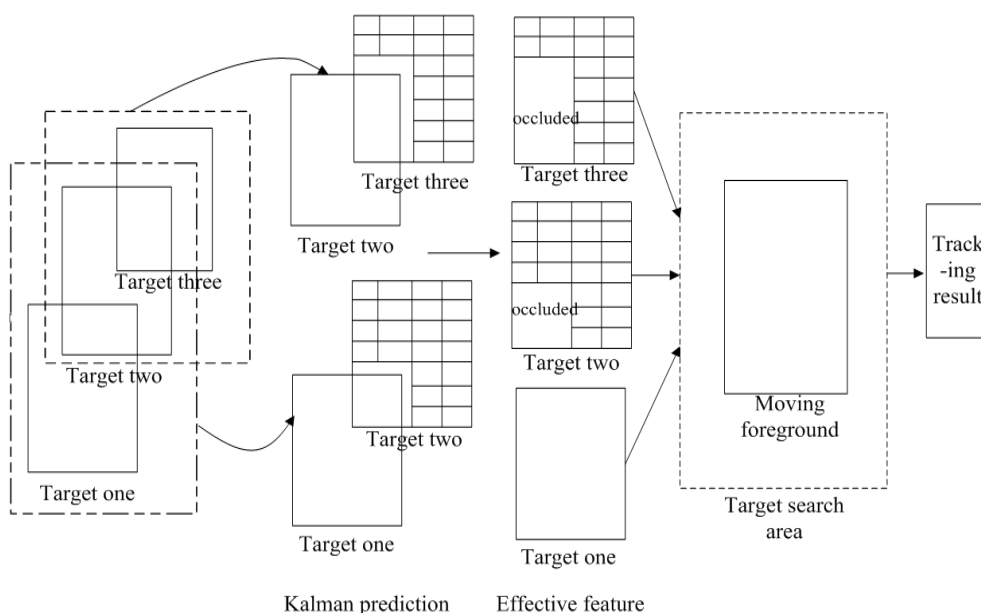 Target three
Target two
Target one
Target three
Target two
Target two
Target one
Kalman prediction
occluded
Target three
occluded
Target two
Target one
Effective feature
Moving
foreground
Target search
area
Track
-ing
result